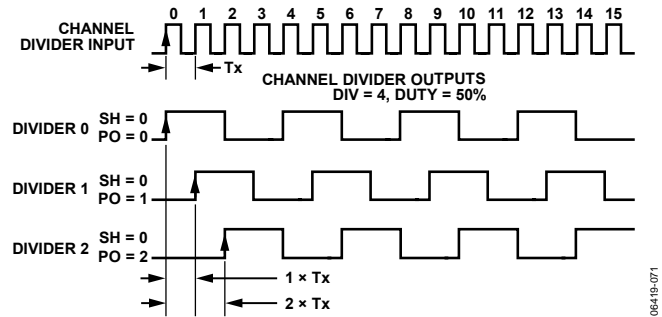 0 1 2 3 4 5 6 7 8 9 10 11 12 13 14 15
CHANNEL
DIVIDER INPUT
Tx
CHANNEL DIVIDER OUTPUTS
DIV = 4, DUTY = 50%
DIVIDER 0 SH = 0
PO = 0
DIVIDER 1 SH = 0
PO = 1
DIVIDER 2 SH = 0
PO = 2
1 × Tx
2 × Tx
06419-071